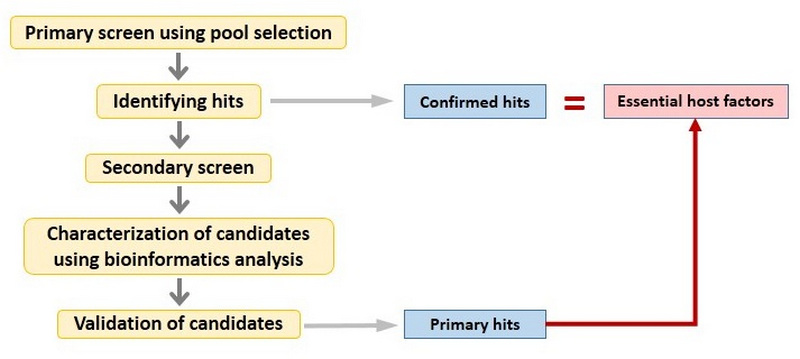 Primary screen using pool selection
Identifying hits
Confirmed hits
=
Essential host factors
Secondary screen
Characterization of candidates
using bioinformatics analysis
Validation of candidates
Primary hits